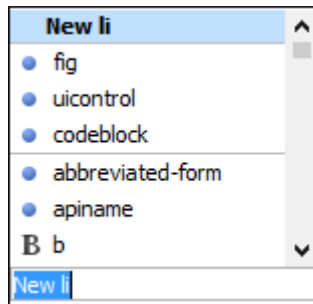 New li
fig
uicontrol
codeblock
abbreviated-form
apiname
B b
New li